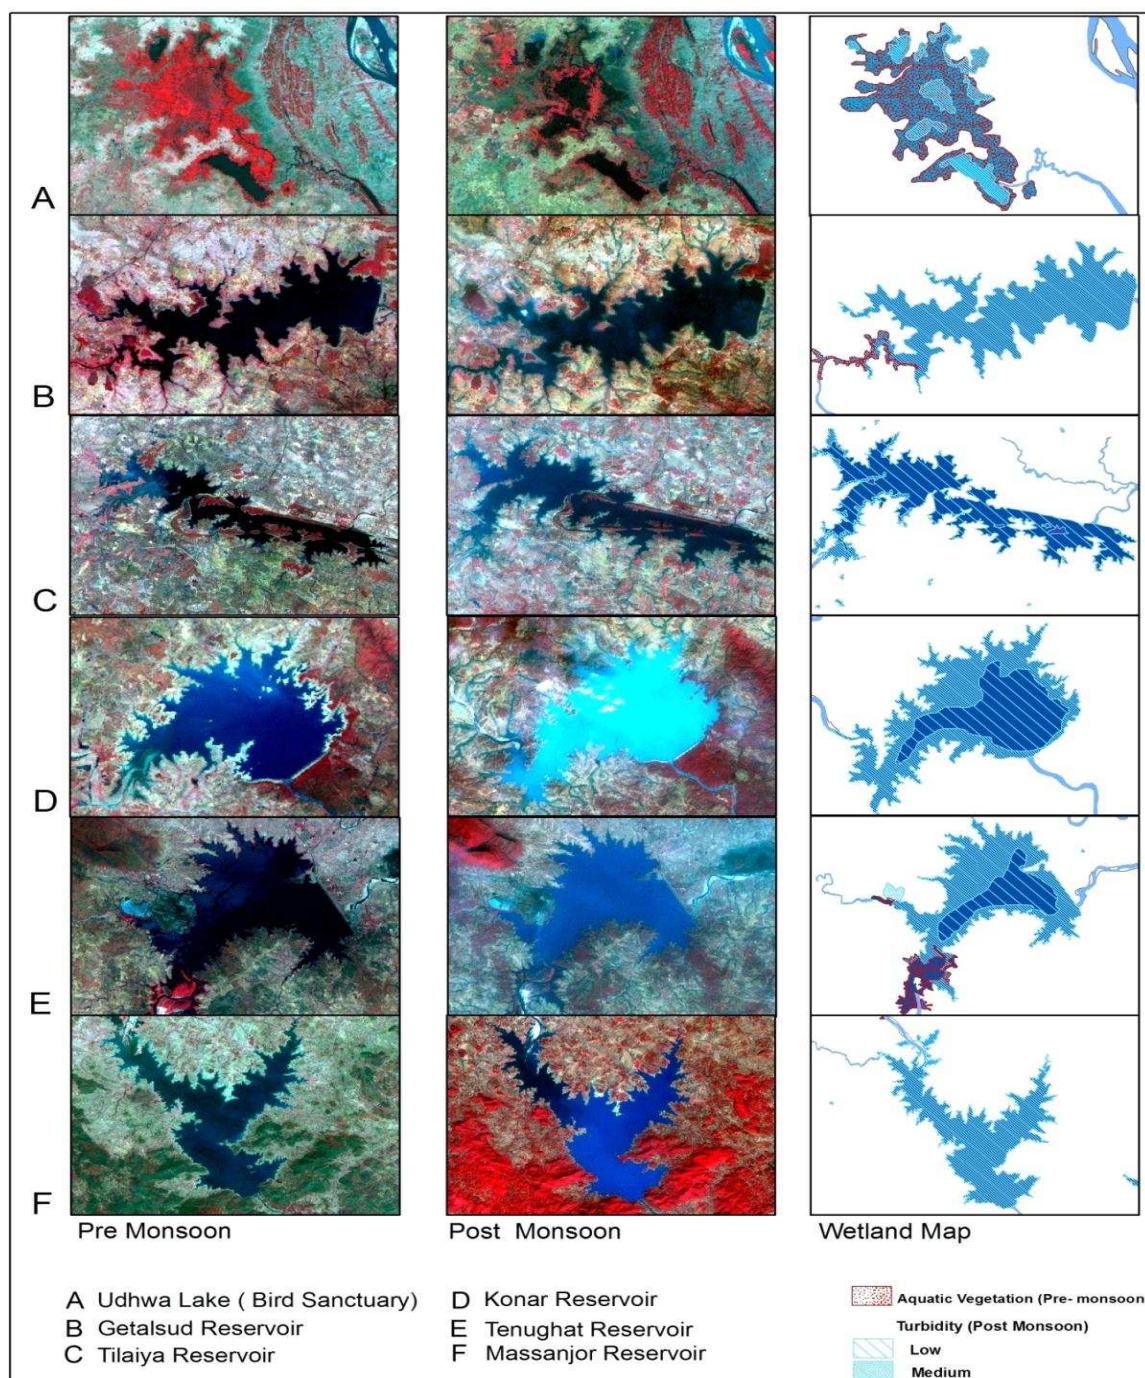 A
B
C
D
E
F
Pre Monsoon
Post Monsoon
Wetland Map
A Udhwa Lake ( Bird Sanctuary)
B Getalsud Reservoir
C Tilaiya Reservoir
D Konar Reservoir
E Tenughat Reservoir
F Massanjor Reservoir
Aquatic Vegetation (Pre- monsoon
Turbidity (Post Monsoon)
Low
Medium